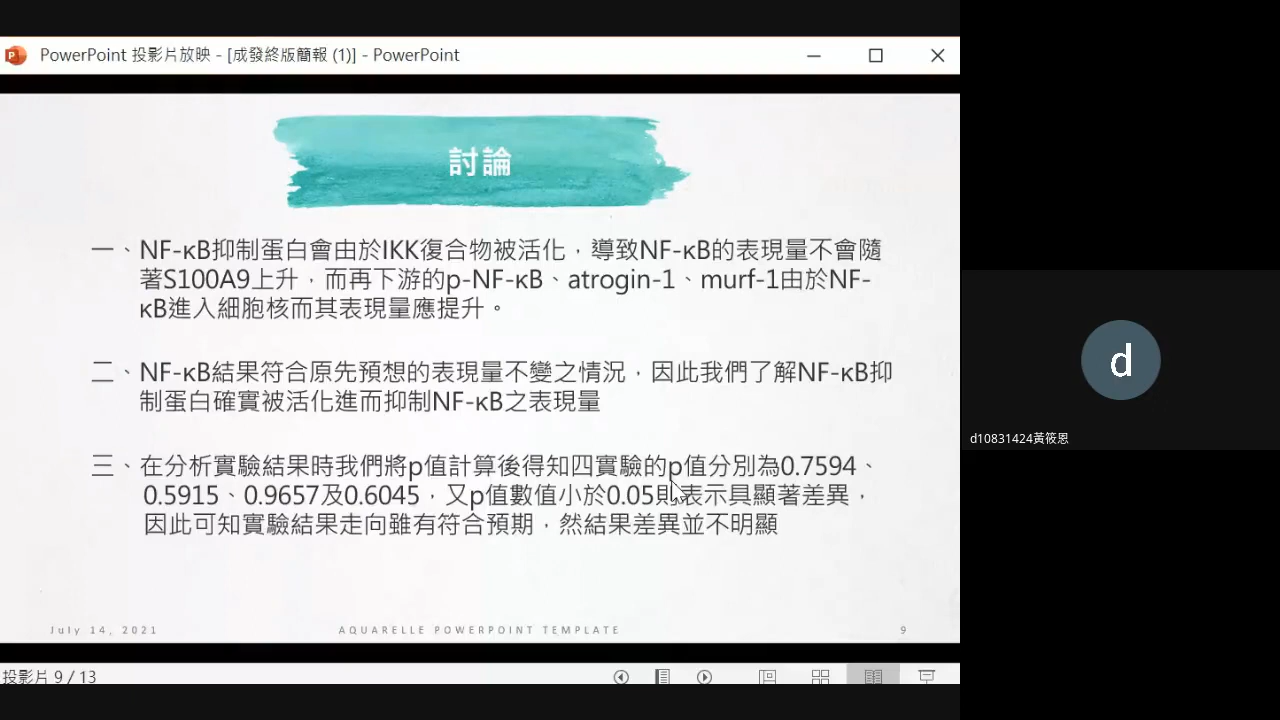 PowerPoint 投影片放映 - [成發終版簡報 (1)] - PowerPoint
討論
一、NF-κB抑制蛋白會由於IKK復合物被活化，導致NF-κB的表現量不會隨
著S100A9上升，而再下游的p-NF-κB、atrogin-1、murf-1由於NF-
κB進入細胞核而其表現量應提升。
二、NF-κB結果符合原先預想的表現量不變之情況，因此我們了解NF-κB抑
制蛋白確實被活化進而抑制NF-κB之表現量
三、在分析實驗結果時我們將p值計算後得知四實驗的p值分別為0.7594、
0.5915、0.9657及0.6045，又p值數值小於0.05則表示具顯著差異，
因此可知實驗結果走向雖有符合預期，然結果差異並不明顯
July 14, 2021
AQUARELLE POWERPOINT TEMPLATE
9
投影片 9 / 13
d
d10831424黃筱恩